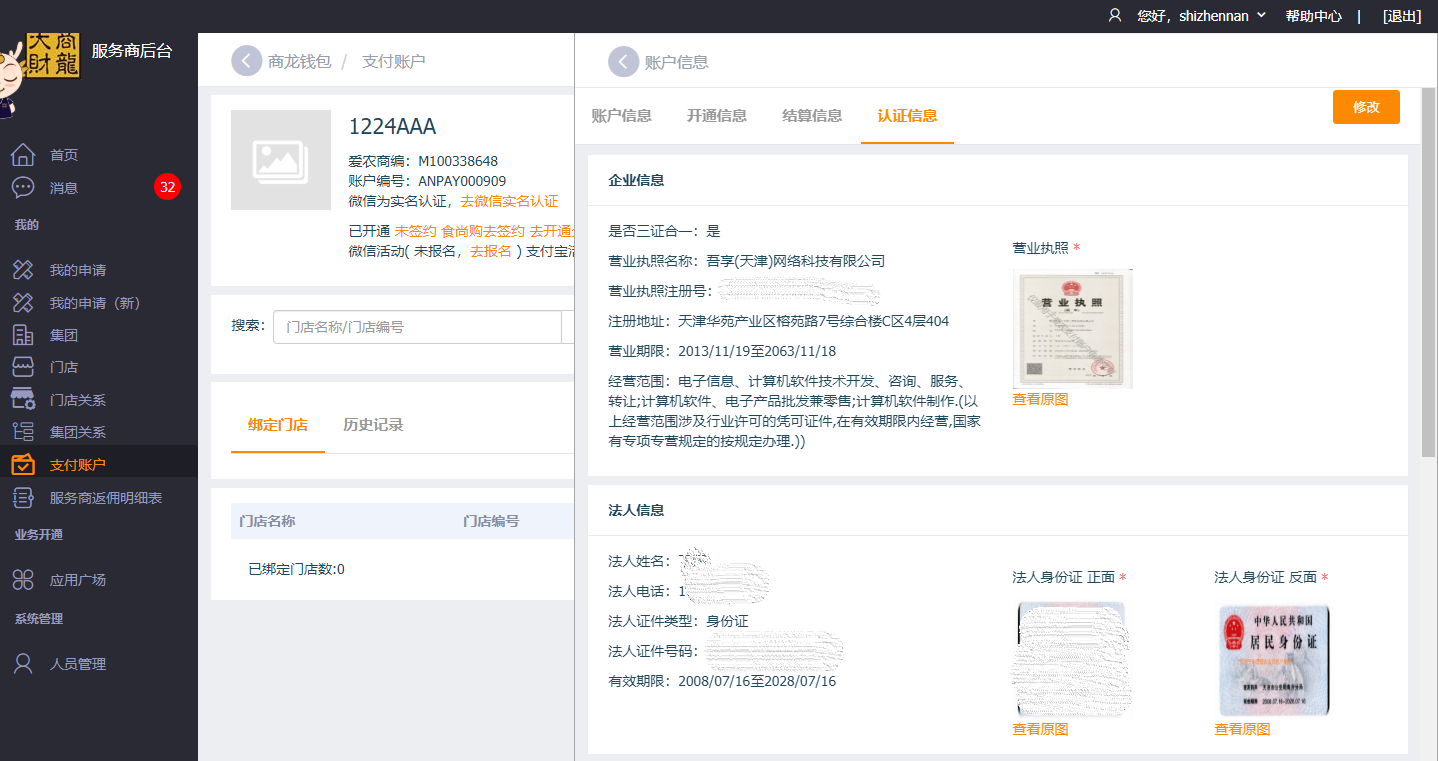 您好，shizhennan
帮助中心
|
[退出]
商龍
大財
服务商后台
首页
消息
32
我的
我的申请
我的申请（新）
集团
门店
门店关系
集团关系
支付账户
服务商返佣明细表
业务开通
应用广场
系统管理
人员管理
商龙钱包 / 支付账户
1224AAA
爱农商编：M100338648
账户编号：ANPAY000909
微信为实名认证，去微信实名认证
已开通 未签约 食尚购去签约 去开通
微信活动( 未报名，去报名 ) 支付宝活
搜索：
门店名称/门店编号
绑定门店
历史记录
门店名称
门店编号
已绑定门店数:0
账户信息
账户信息
开通信息
结算信息
认证信息
修改
企业信息
是否三证合一：是
营业执照名称：吾享(天津)网络科技有限公司
营业执照注册号：
注册地址：天津华苑产业区榕苑路7号综合楼C区4层404
营业期限：2013/11/19至2063/11/18
经营范围：电子信息、计算机软件技术开发、咨询、服务、
转让;计算机软件、电子产品批发兼零售;计算机软件制作.(以
上经营范围涉及行业许可的凭可证件,在有效期限内经营,国家
有专项专营规定的按规定办理.))
营业执照 *
营业执照
查看原图
法人信息
法人姓名：
法人电话：1
法人证件类型：身份证
法人证件号码：
有效期限：2008/07/16至2028/07/16
法人身份证 正面 *
查看原图
法人身份证 反面 *
中华人民共和国
居民身份证
2008.07.16-2028.07.16
查看原图